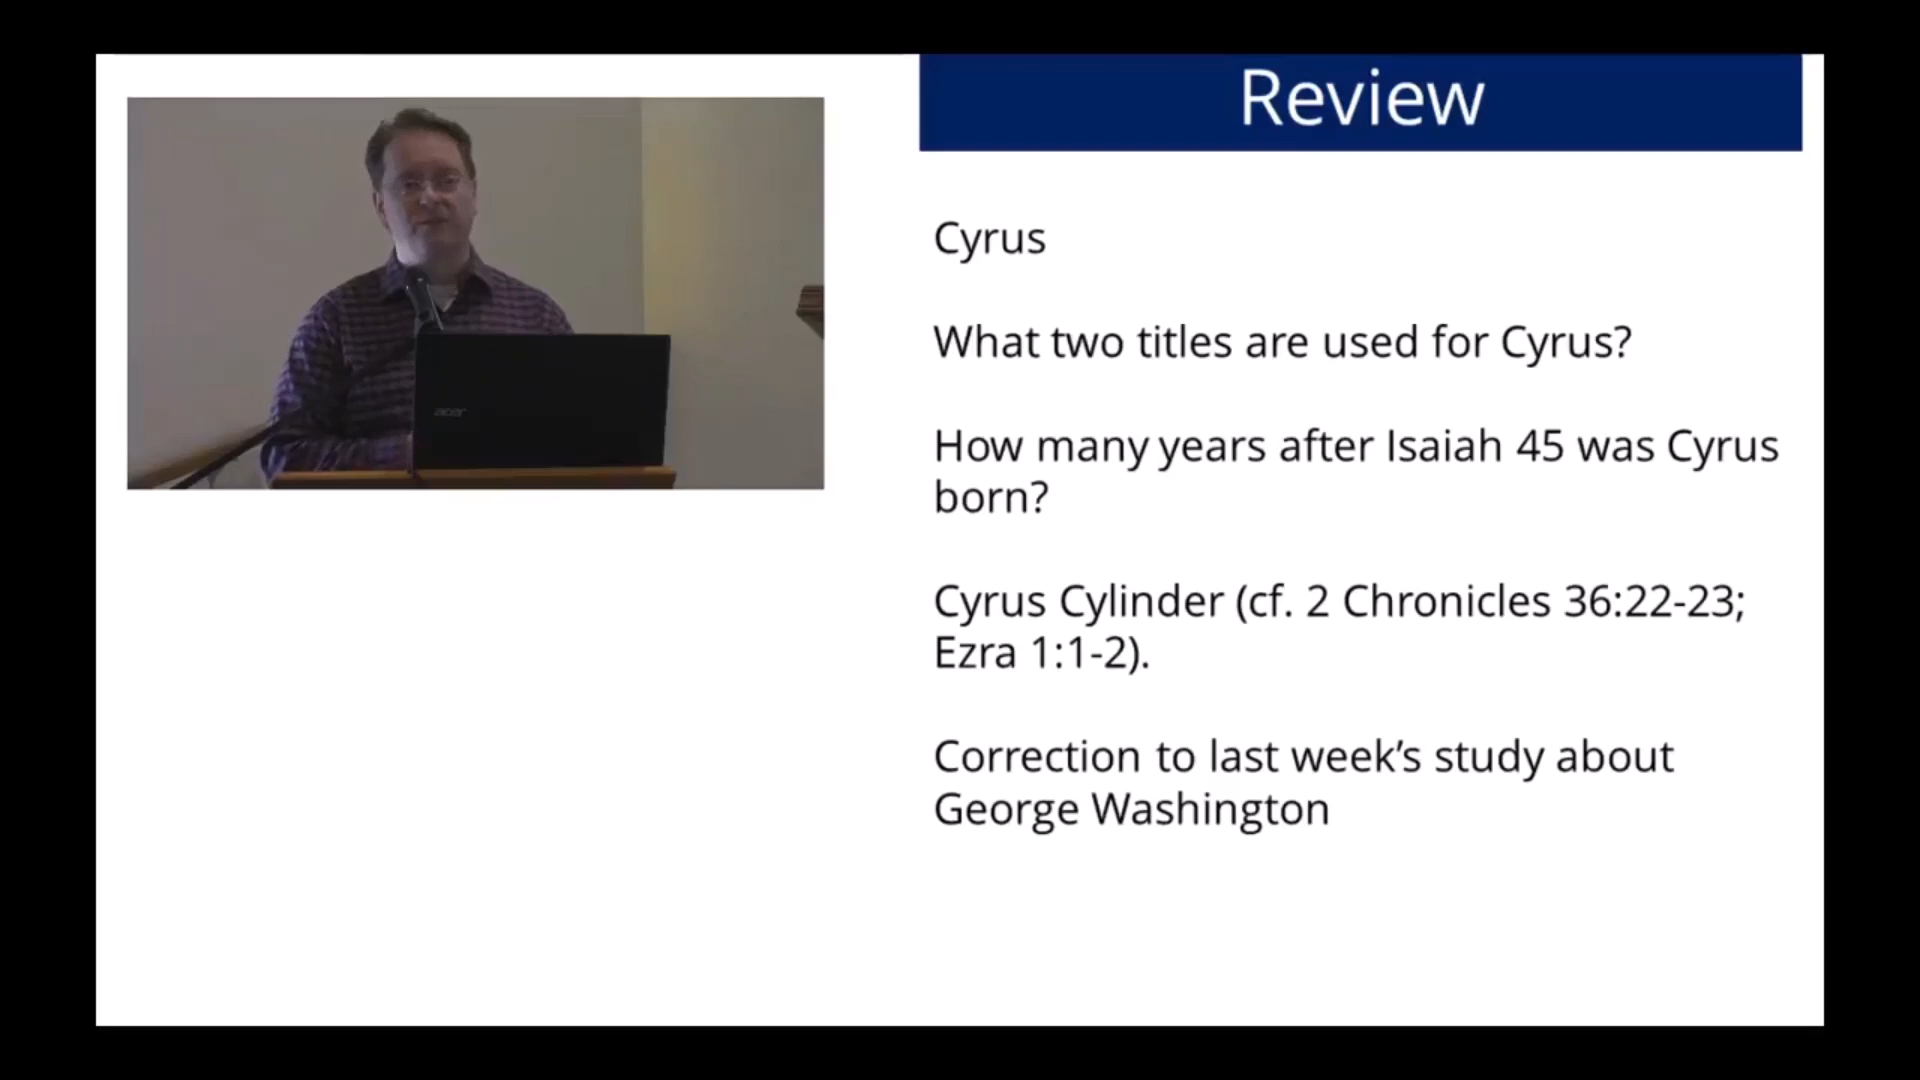 Review
Cyrus
What two titles are used for Cyrus?
How many years after Isaiah 45 was Cyrus
born?
Cyrus Cylinder (cf. 2 Chronicles 36:22-23;
Ezra 1:1-2).
Correction to last week’s study about
George Washington
acer